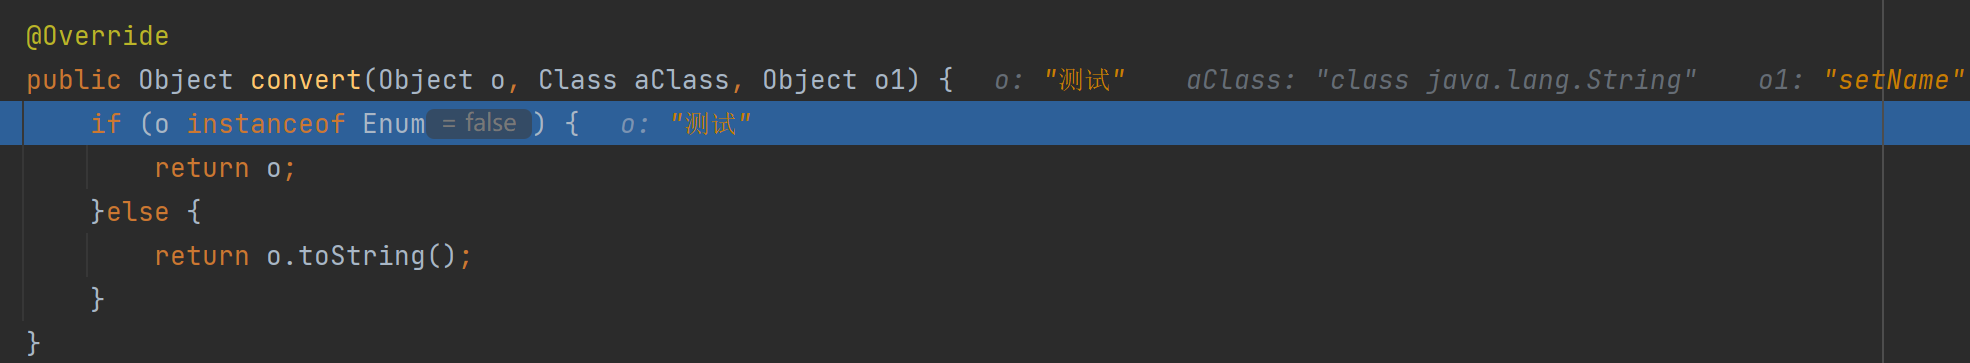 @Override
public Object convert(Object o, Class aClass, Object o1) { o: "测试" aClass: "class java.lang.String" o1: "setName"
if (o instanceof Enum = false ) { o: "测试"
return o;
}else {
return o.toString();
}
}